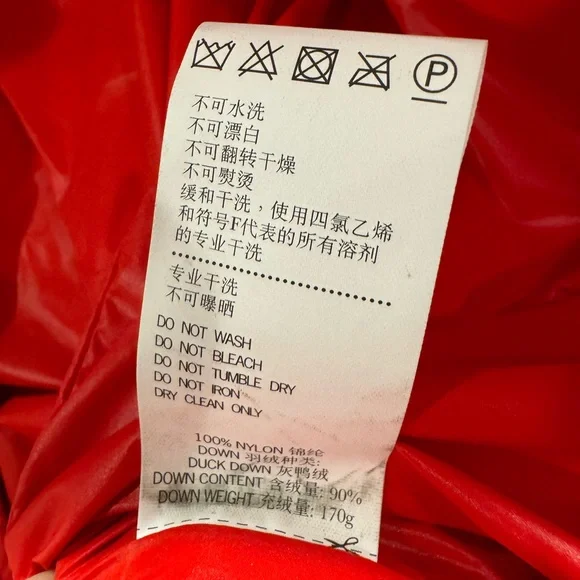 P
不可水洗
不可漂白
不可翻转干燥
不可熨烫
缓和干洗，使用四氯乙烯
和符号F代表的所有溶剂
的专业干洗
专业干洗
不可曝晒
DO NOT WASH
DO NOT BLEACH
DO NOT TUMBLE DRY
DO NOT IRON
DRY CLEAN ONLY
100% NYLON 锦纶
DOWN 羽绒种类:
DUCK DOWN 灰鸭绒
DOWN CONTENT 含绒量: 90%
DOWN WEIGHT 充绒量: 170g